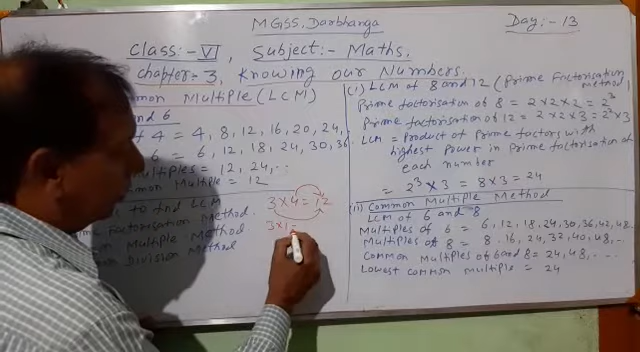 MGSS, Darbhanga
Day:- 13
Class:- VI, Subject:- Maths.
Chapter:- 3, Knowing our Numbers.
Common Multiple (LCM)
and 6
of 4 = 4, 8, 12, 16, 20, 24,
6 = 6, 12, 18, 24, 30, 36
Multiples = 12, 24, ..
Common Multiple = 12
to find LCM
Factorisation Method
Multiple Method
Division Method
3 × 4 = 12
3 × 1 =
(i) LCM of 8 and 12 (Prime Factorisation method)
Prime factorisation of 8 = 2 × 2 × 2 = 2³
Prime factorisation of 12 = 2 × 2 × 3 = 2² × 3
LCM = Product of prime factors with
highest power in prime factorisation of
each number
= 2³ × 3 = 8 × 3 = 24
(ii) Common Multiple Method
LCM of 6 and 8
Multiples of 6 = 6, 12, 18, 24, 30, 36, 42, 48.
Multiples of 8 = 8, 16, 24, 32, 40, 48, ..
Common Multiples of 6 and 8 = 24, 48, ...
Lowest common multiple = 24